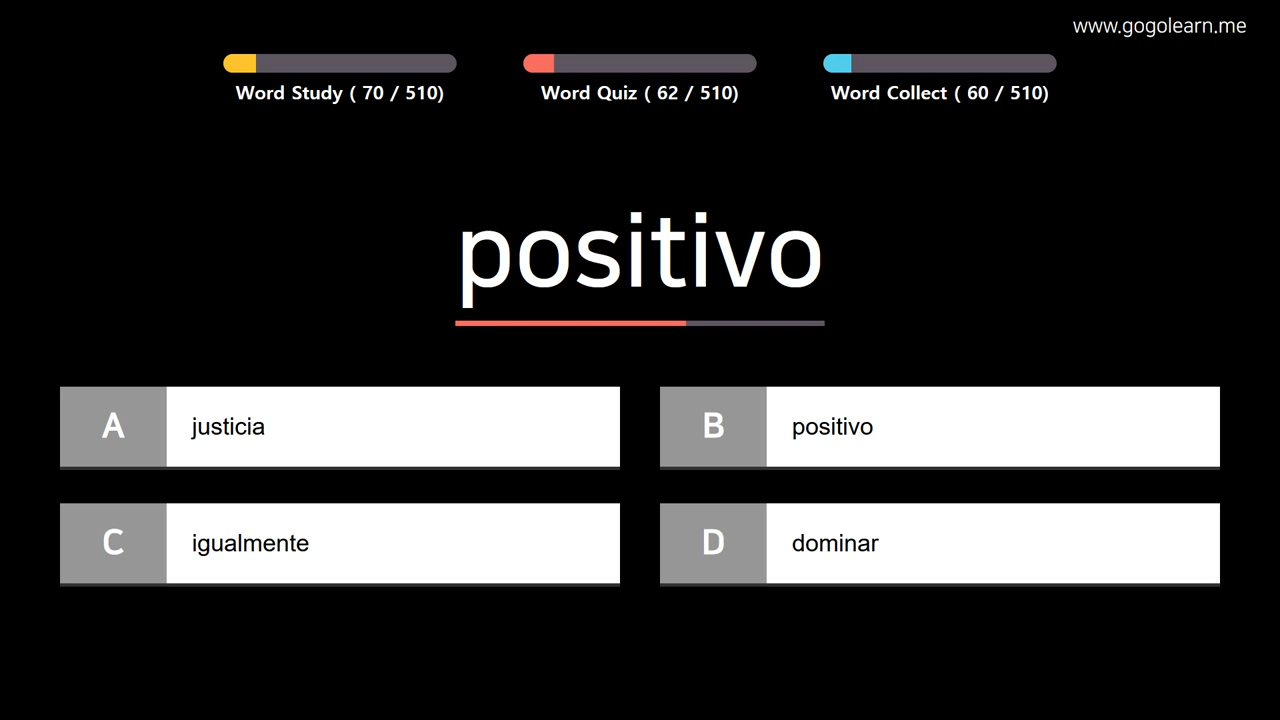 www.gogolearn.me
Word Study ( 70 / 510)
Word Quiz ( 62 / 510)
Word Collect ( 60 / 510)
positivo
A justicia
B positivo
C igualmente
D dominar